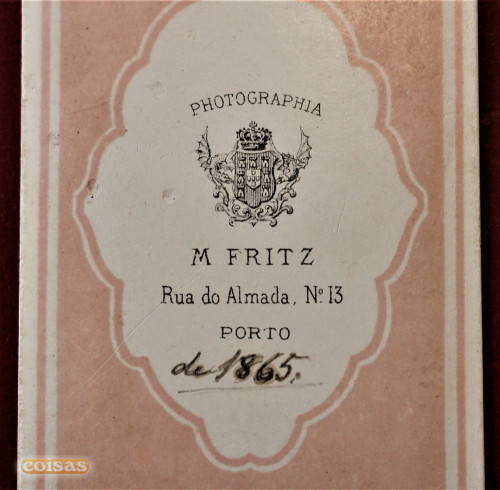 PHOTOGRAPHIA
M FRITZ
Rua do Almada, Nº 13
PORTO
de 1865.
coisas